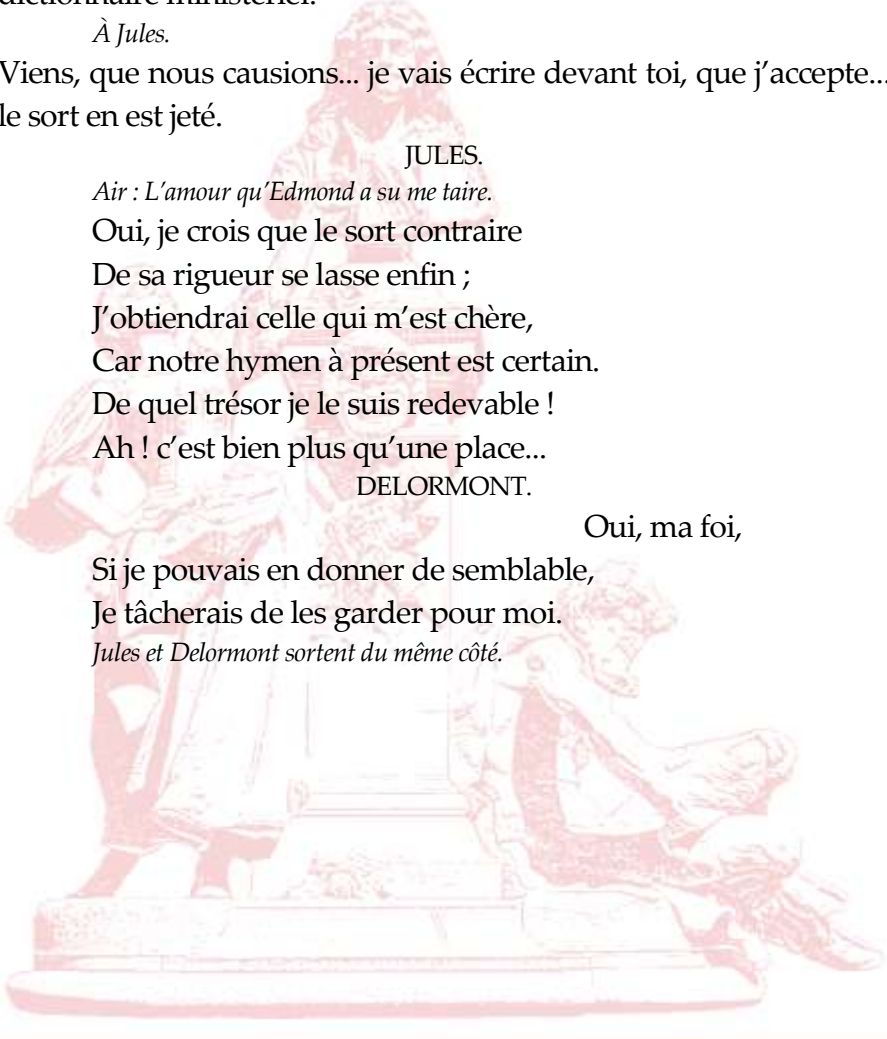 dictionnaire ministériel.
À Jules.
Viens, que nous causions... je vais écrire devant toi, que j’accepte...
le sort en est jeté.
JULES.
Air : L’amour qu’Edmond a su me taire.
Oui, je crois que le sort contraire
De sa rigueur se lasse enfin ;
J’obtiendrai celle qui m’est chère,
Car notre hymen à présent est certain.
De quel trésor je le suis redevable !
Ah ! c’est bien plus qu’une place...
DELORMONT.
Oui, ma foi,
Si je pouvais en donner de semblable,
Je tâcherais de les garder pour moi.
Jules et Delormont sortent du même côté.